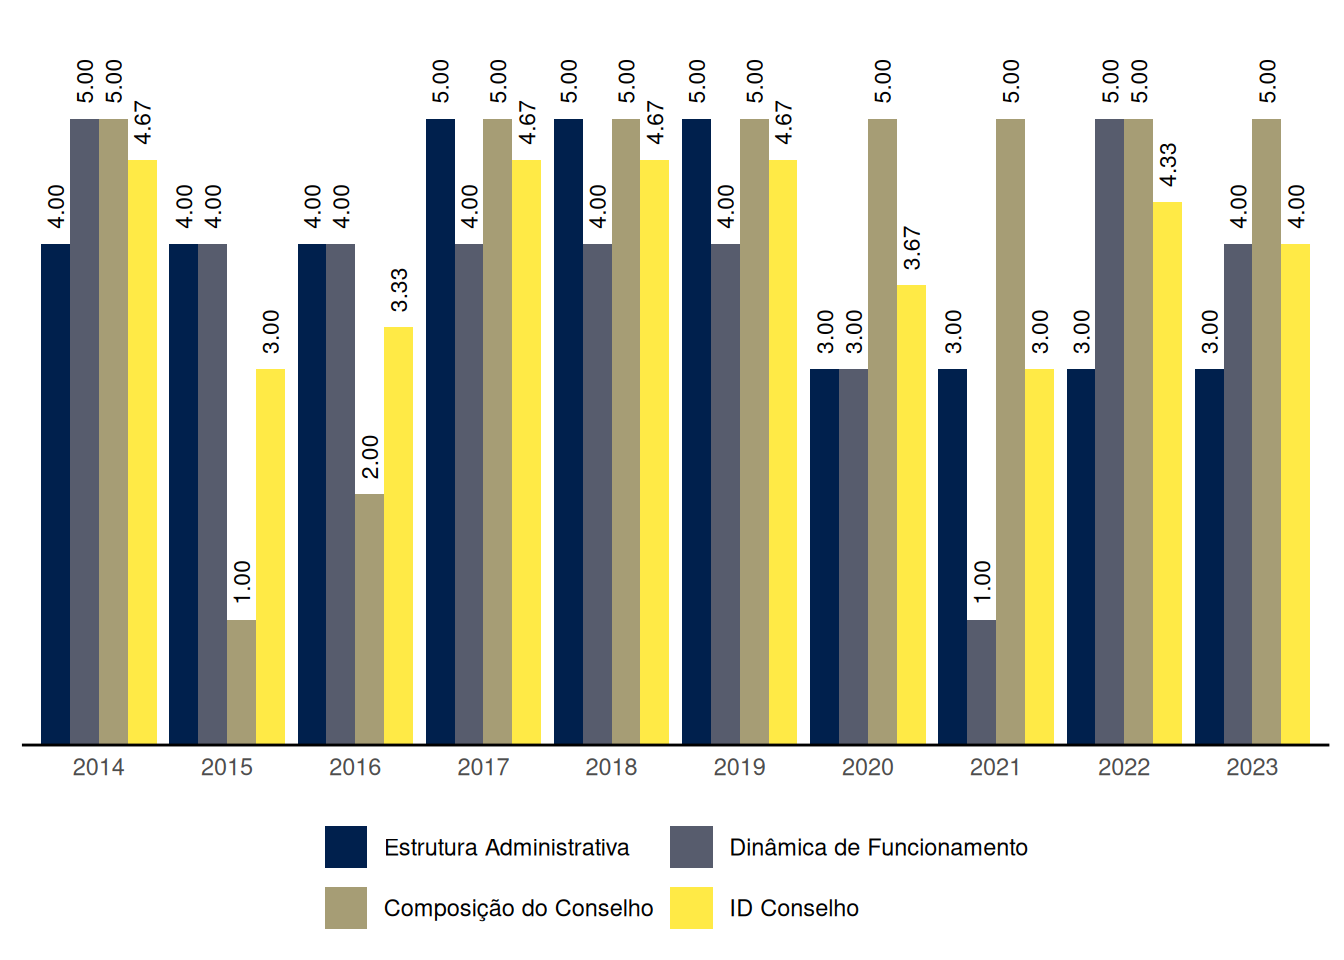 4.00 5.00 5.00 4.67 4.00 4.00 1.00 3.00 4.00 4.00 2.00 3.33 5.00 4.00 5.00 4.67 5.00 4.00 5.00 4.67 5.00 4.00 5.00 4.67 3.00 3.00 5.00 3.67 3.00 1.00 5.00 3.00 3.00 5.00 5.00 4.33 3.00 4.00 5.00 4.00
2014 2015 2016 2017 2018 2019 2020 2021 2022 2023
Estrutura Administrativa Dinâmica de Funcionamento
Composição do Conselho ID Conselho